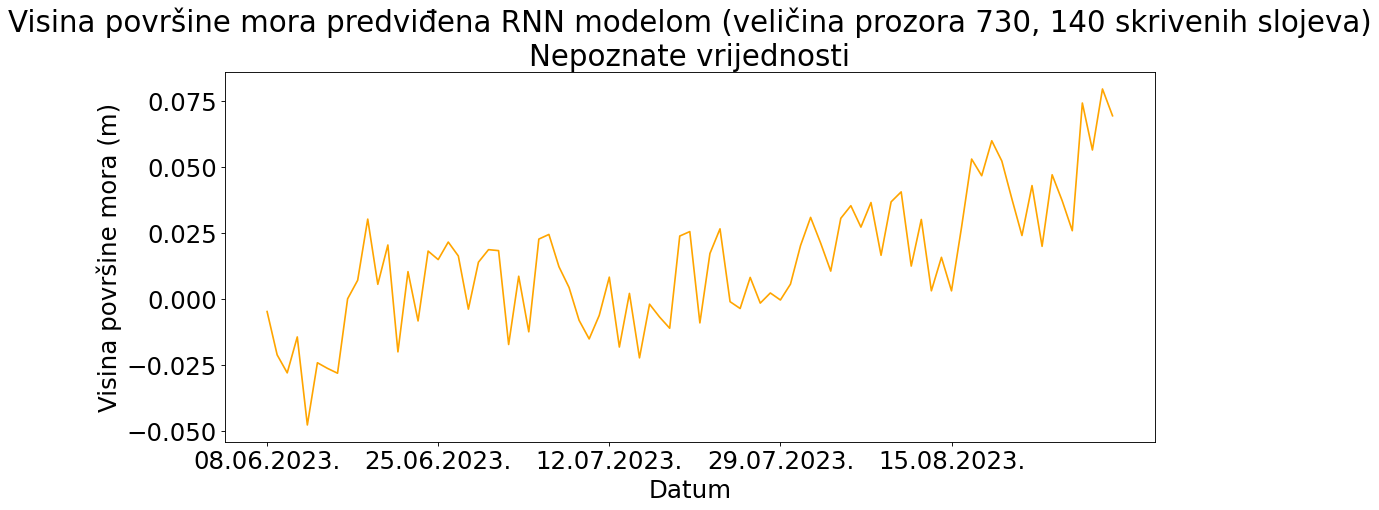 Visina površine mora predviđena RNN modelom (veličina prozora 730, 140 skrivenih slojeva)
Nepoznate vrijednosti
Visina površine mora (m)
0.075
0.050
0.025
0.000
−0.025
−0.050
08.06.2023. 25.06.2023. 12.07.2023. 29.07.2023. 15.08.2023.
Datum